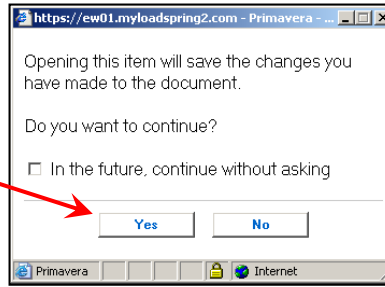 https://ew01.myloadspring2.com - Primavera - ...
Opening this item will save the changes you
have made to the document.
Do you want to continue?
In the future, continue without asking
Yes No
Primavera Internet